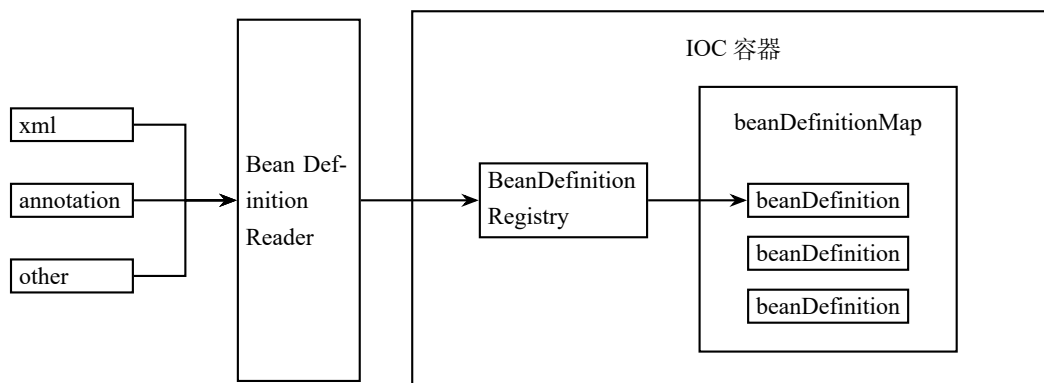 IOC 容器
beanDefinitionMap
xml
annotation
other
Bean Def-
inition
Reader
BeanDefinition
Registry
beanDefinition
beanDefinition
beanDefinition